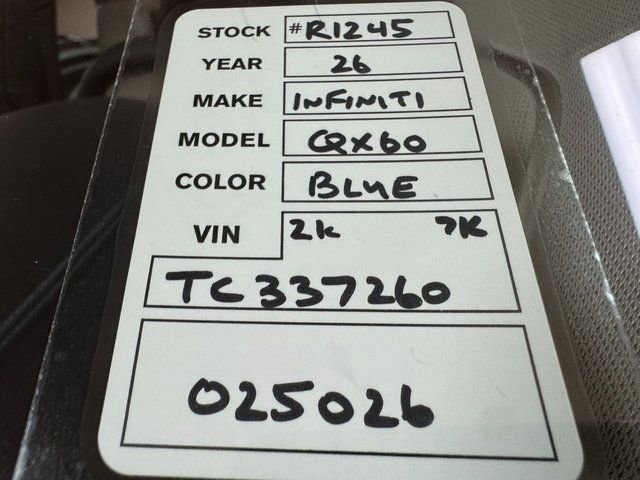 STOCK #R1245
YEAR 26
MAKE INFINITI
MODEL QX60
COLOR BLUE
VIN 2k 7K
TC337260
025026